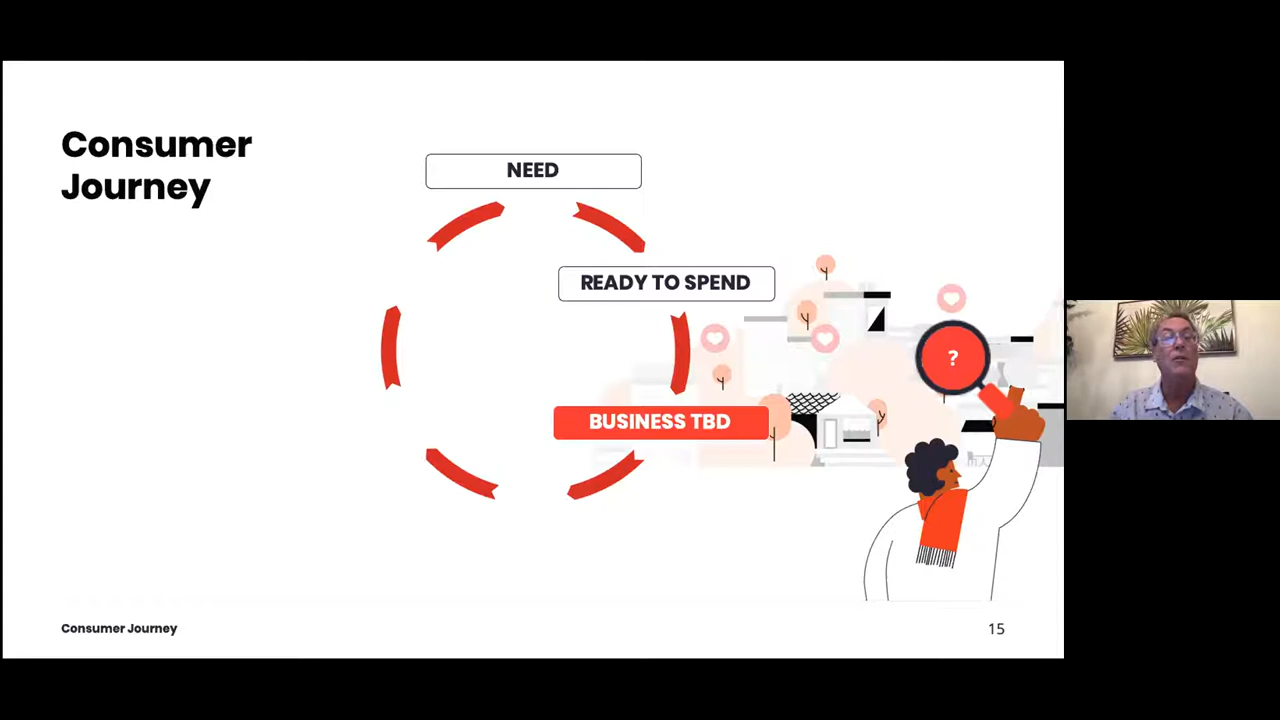 Consumer
Journey
NEED
READY TO SPEND
?
BUSINESS TBD
Consumer Journey
15